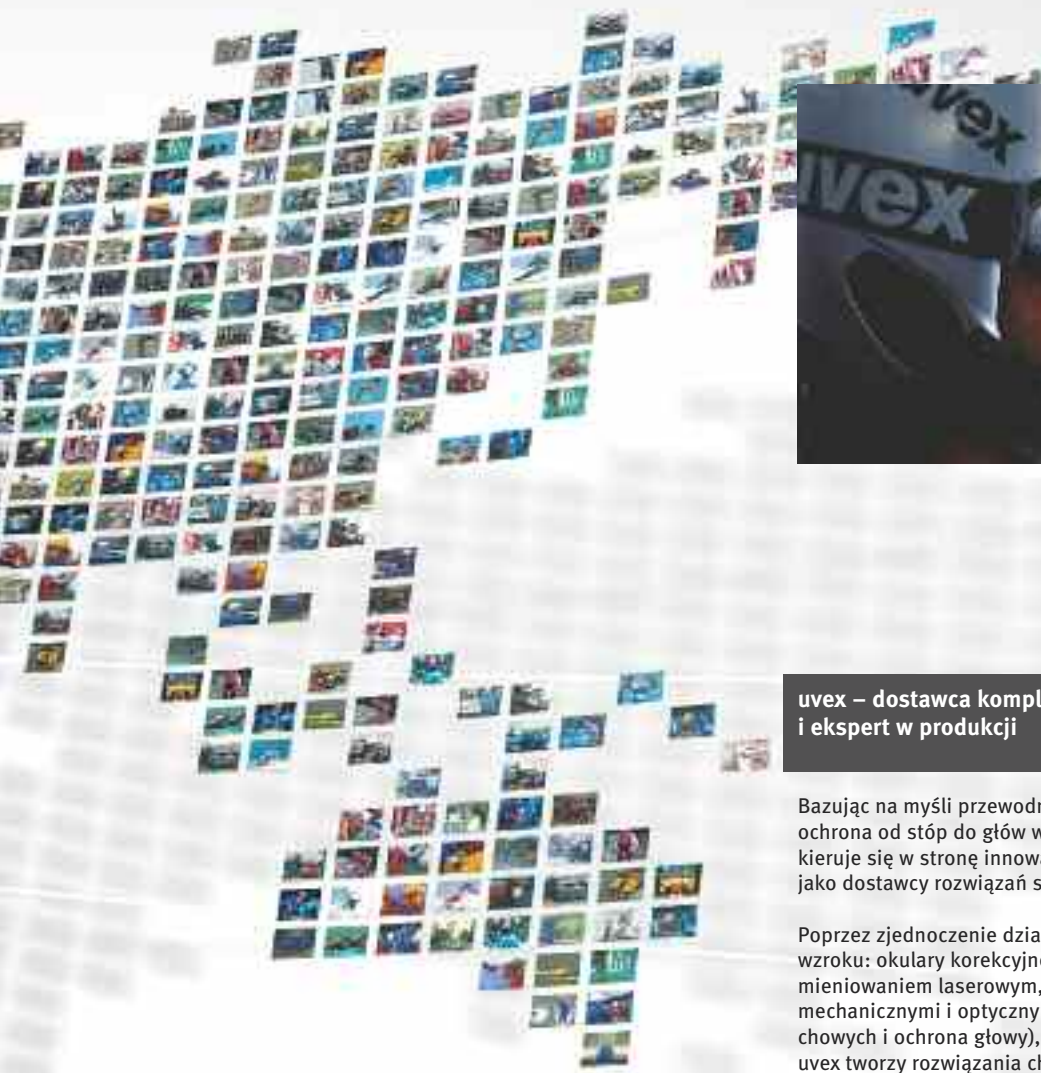 uvex
uvex
uvex – dostawca kompl
i ekspert w produkcji
Bazując na myśli przewodn
ochrona od stóp do głów w
kieruje się w stronę innowa
jako dostawcy rozwiązań s
Poprzez zjednoczenie dzia
wzroku: okulary korekcyjne
mieniowaniem laserowym,
mechanicznymi i optyczny
chowych i ochrona głowy),
uvex tworzy rozwiązania ch